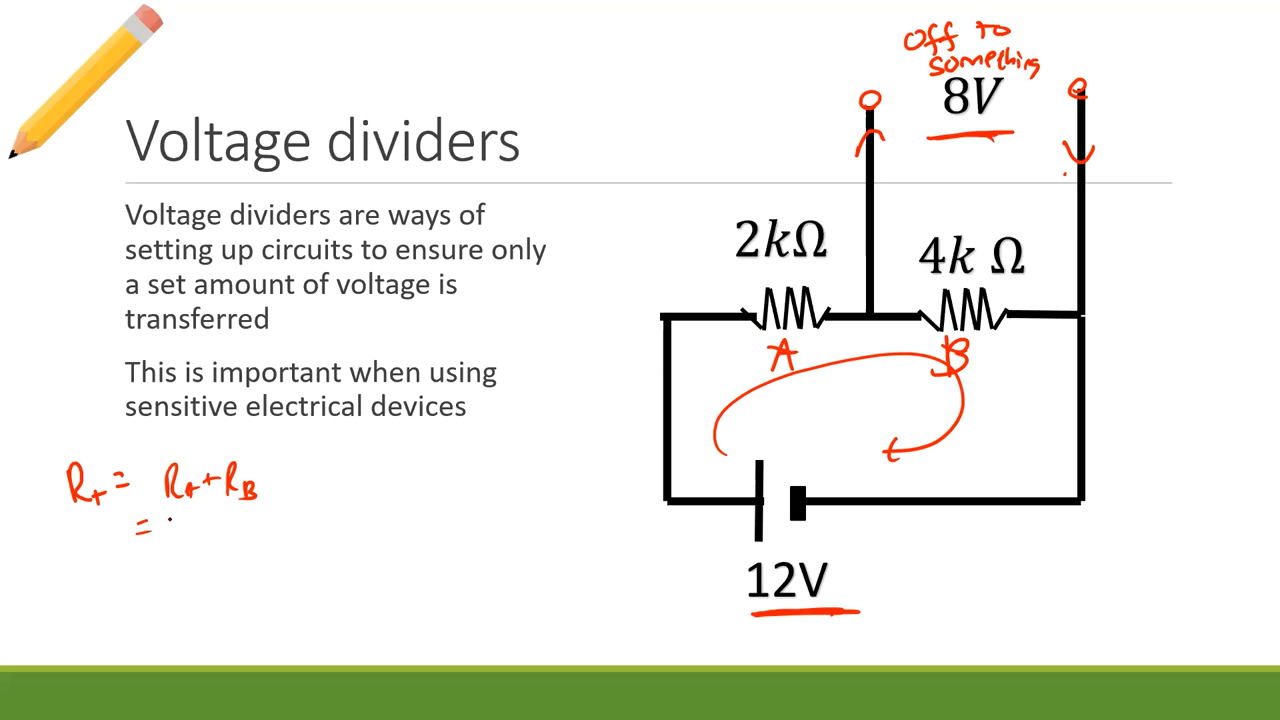 off to
something
8V
Voltage dividers
Voltage dividers are ways of
setting up circuits to ensure only
a set amount of voltage is
transferred
This is important when using
sensitive electrical devices
2kΩ
4k Ω
A
B
R_t = R_A + R_B
=
12V